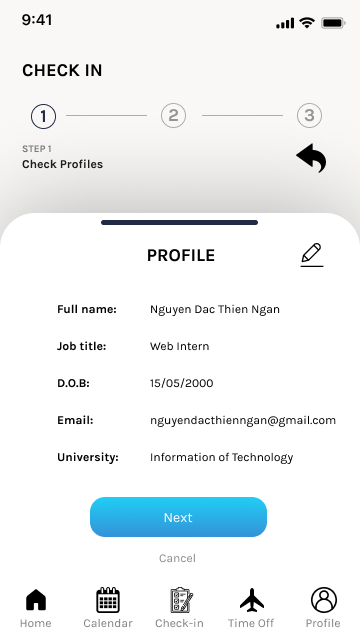 9:41
CHECK IN
1 2 3
STEP 1
Check Profiles
PROFILE
Full name: Nguyen Dac Thien Ngan
Job title: Web Intern
D.O.B: 15/05/2000
Email: nguyendacthienngan@gmail.com
University: Information of Technology
Next
Cancel
Home Calendar Check-in Time Off Profile